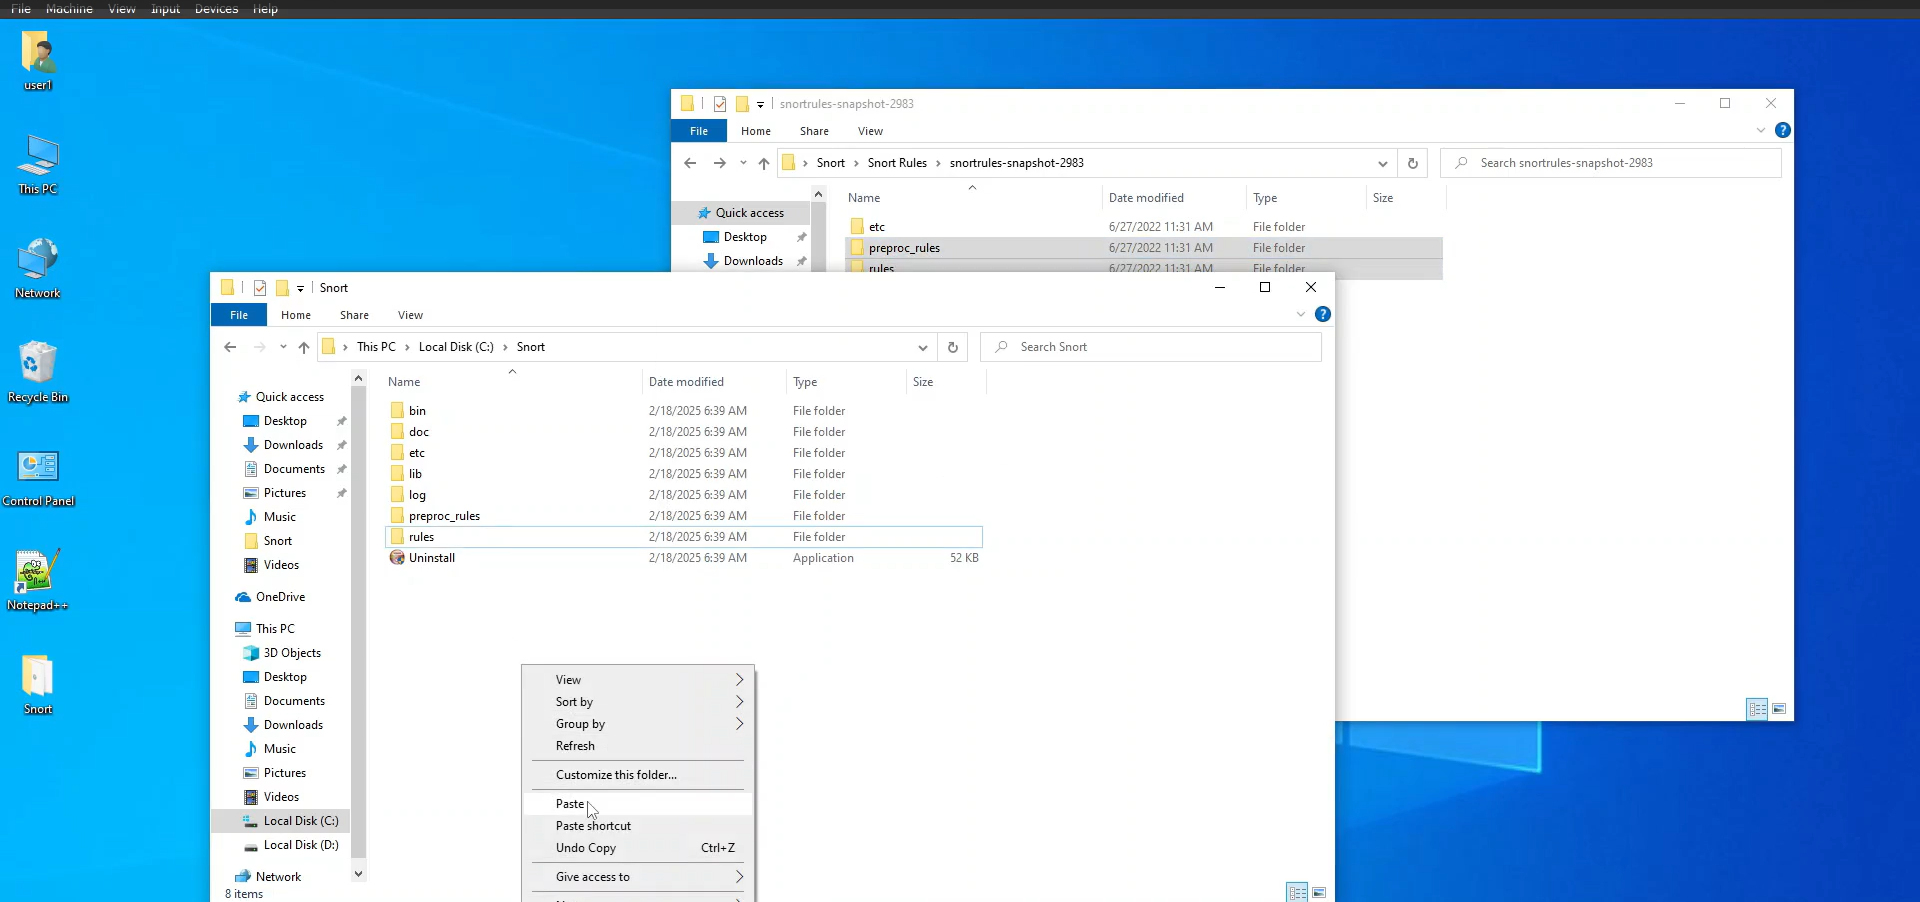 File Machine View Input Devices Help
user1
This PC
Network
Recycle Bin
Control Panel
Notepad++
Snort
snortrules-snapshot-2983
File Home Share View
Snort Snort Rules snortrules-snapshot-2983
Search snortrules-snapshot-2983
Quick access
Desktop
Downloads
Name Date modified Type Size
etc 6/27/2022 11:31 AM File folder
preproc_rules 6/27/2022 11:31 AM File folder
rules 6/27/2022 11:31 AM File folder
Snort
File Home Share View
This PC Local Disk (C:) Snort
Search Snort
Quick access
Desktop
Downloads
Documents
Pictures
Music
Snort
Videos
OneDrive
This PC
3D Objects
Desktop
Documents
Downloads
Music
Pictures
Videos
Local Disk (C:)
Local Disk (D:)
Network
8 items
Name Date modified Type Size
bin 2/18/2025 6:39 AM File folder
doc 2/18/2025 6:39 AM File folder
etc 2/18/2025 6:39 AM File folder
lib 2/18/2025 6:39 AM File folder
log 2/18/2025 6:39 AM File folder
preproc_rules 2/18/2025 6:39 AM File folder
rules 2/18/2025 6:39 AM File folder
Uninstall 2/18/2025 6:39 AM Application 52 KB
View
Sort by
Group by
Refresh
Customize this folder...
Paste
Paste shortcut
Undo Copy Ctrl+Z
Give access to